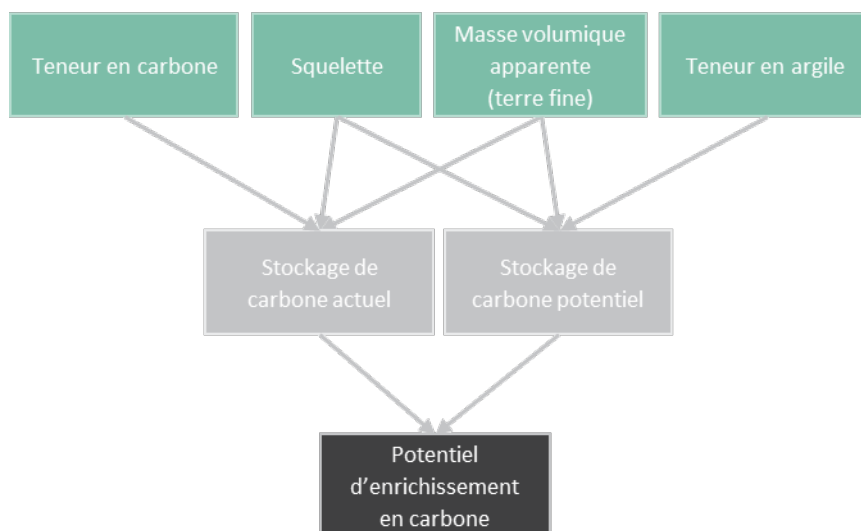 Teneur en carbone
Squelette
Masse volumique
apparente
(terre fine)
Teneur en argile
Stockage de
carbone actuel
Stockage de
carbone potentiel
Potentiel
d’enrichissement
en carbone